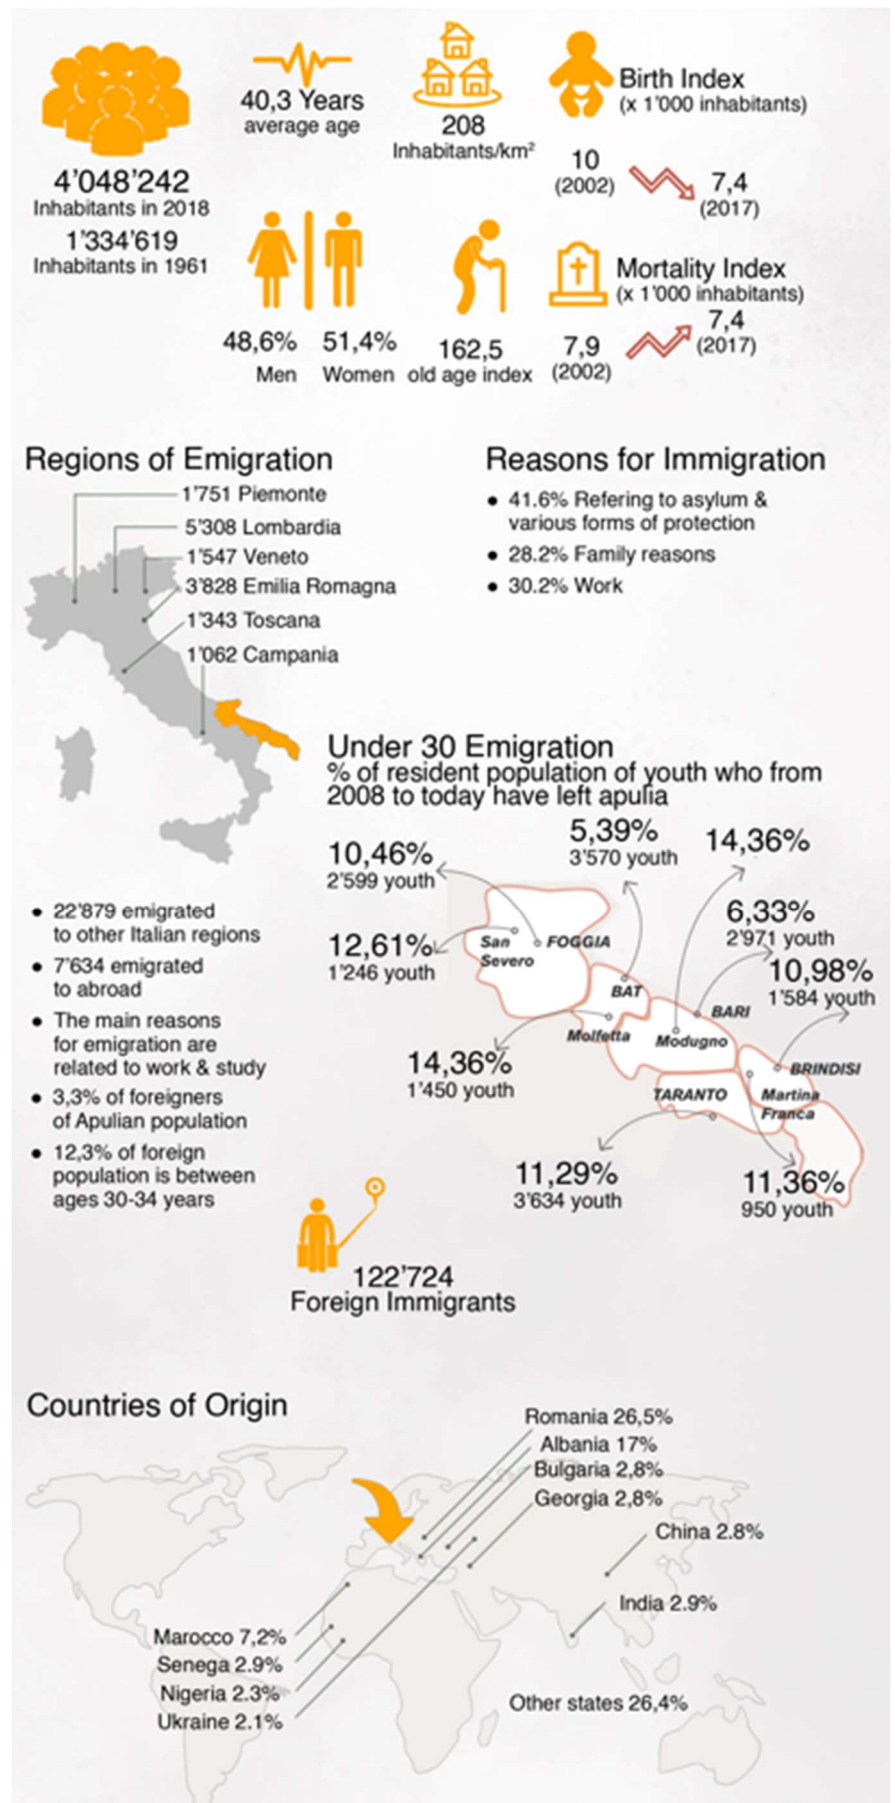 4'048'242
Inhabitants in 2018
1'334'619
Inhabitants in 1961
40,3 Years
average age
208
Inhabitants/km²
Birth Index
(x 1'000 inhabitants)
10
(2002)
7,4
(2017)
48,6%
Men
51,4%
Women
162,5
old age index
Mortality Index
(x 1'000 inhabitants)
7,9
(2002)
7,4
(2017)
Regions of Emigration
1'751 Piemonte
5'308 Lombardia
1'547 Veneto
3'828 Emilia Romagna
1'343 Toscana
1'062 Campania
Reasons for Immigration
• 41.6% Refering to asylum &
various forms of protection
• 28.2% Family reasons
• 30.2% Work
Under 30 Emigration
% of resident population of youth who from
2008 to today have left apulia
10,46%
2'599 youth
5,39%
3'570 youth
14,36%
12,61%
1'246 youth
6,33%
2'971 youth
10,98%
1'584 youth
San
Severo
FOGGIA
BAT
BARI
Molfetta
Modugno
BRINDISI
TARANTO
Martina
Franca
14,36%
1'450 youth
11,29%
3'634 youth
11,36%
950 youth
• 22'879 emigrated
to other Italian regions
• 7'634 emigrated
to abroad
• The main reasons
for emigration are
related to work & study
• 3,3% of foreigners
of Apulian population
• 12,3% of foreign
population is between
ages 30-34 years
122'724
Foreign Immigrants
Countries of Origin
Romania 26,5%
Albania 17%
Bulgaria 2,8%
Georgia 2,8%
China 2.8%
India 2.9%
Marocco 7,2%
Senega 2.9%
Nigeria 2.3%
Ukraine 2.1%
Other states 26,4%